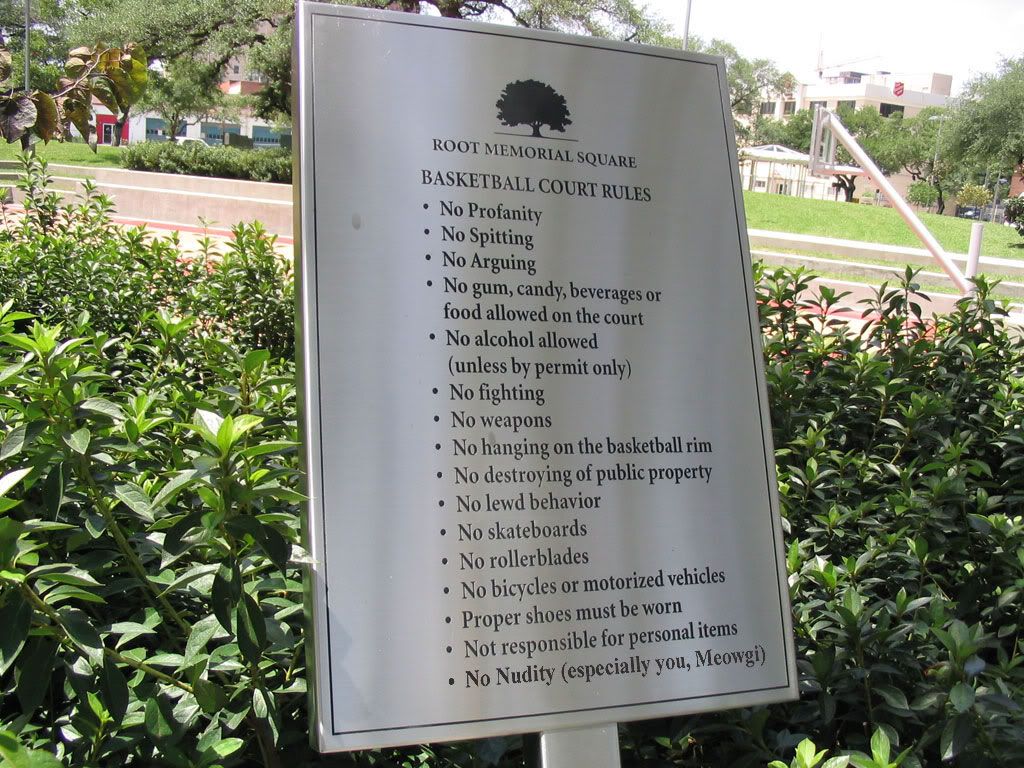 ROOT MEMORIAL SQUARE
BASKETBALL COURT RULES
• No Profanity
• No Spitting
• No Arguing
• No gum, candy, beverages or
food allowed on the court
• No alcohol allowed
(unless by permit only)
• No fighting
• No weapons
• No hanging on the basketball rim
• No destroying of public property
• No lewd behavior
• No skateboards
• No rollerblades
• No bicycles or motorized vehicles
• Proper shoes must be worn
• Not responsible for personal items
• No Nudity (especially you, Meowgi)